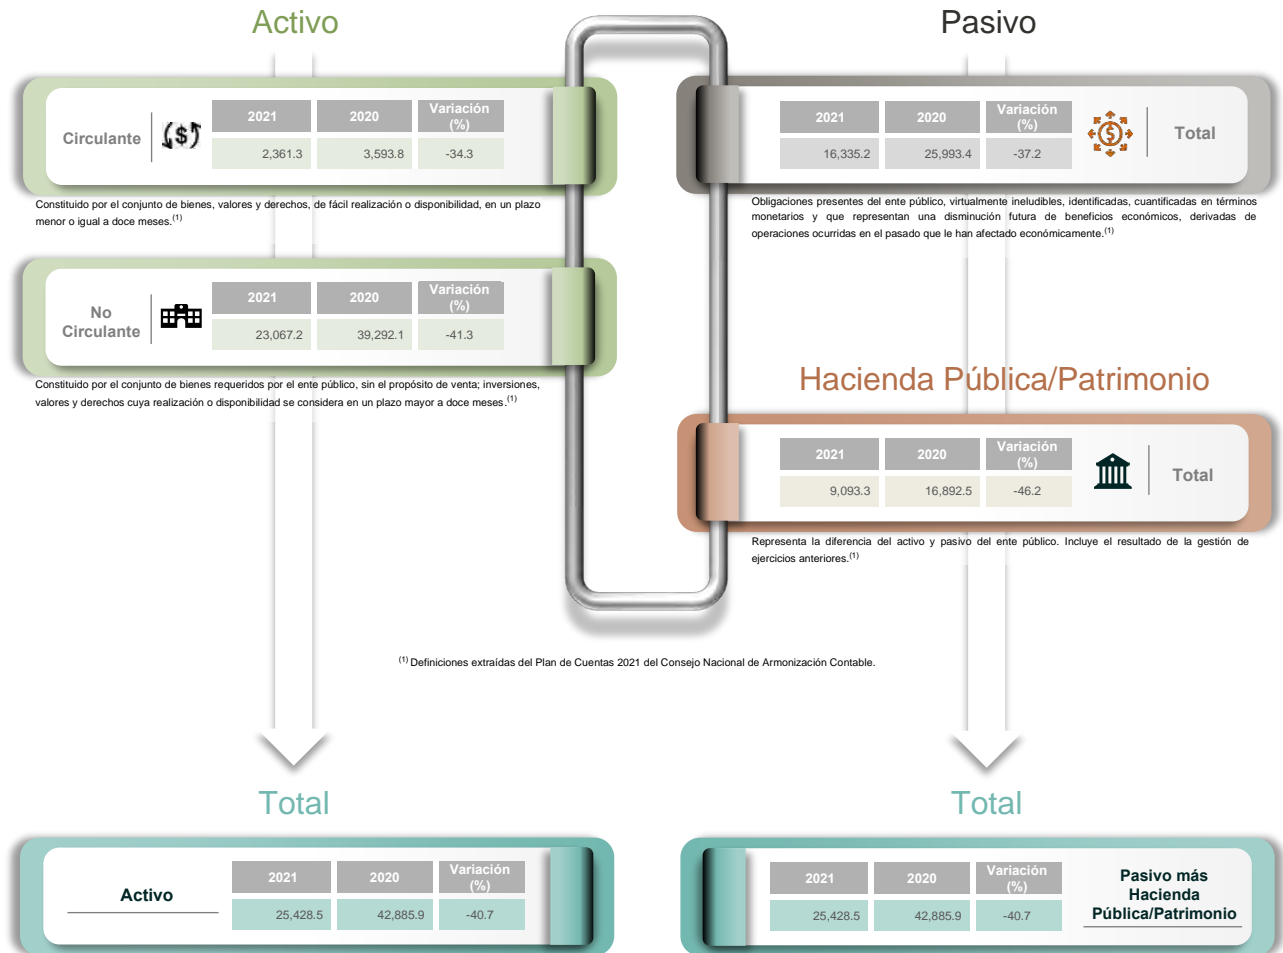 Activo
2021 2020 Variación (%)
Circulante
2,361.3 3,593.8 -34.3
Constituido por el conjunto de bienes, valores y derechos, de fácil realización o disponibilidad, en un plazo
menor o igual a doce meses.(1)
2021 2020 Variación (%)
No
Circulante
23,067.2 39,292.1 -41.3
Constituido por el conjunto de bienes requeridos por el ente público, sin el propósito de venta; inversiones,
valores y derechos cuya realización o disponibilidad se considera en un plazo mayor a doce meses.(1)
Pasivo
2021 2020 Variación (%)
Total
16,335.2 25,993.4 -37.2
Obligaciones presentes del ente público, virtualmente ineludibles, identificadas, cuantificadas en términos
monetarios y que representan una disminución futura de beneficios económicos, derivadas de
operaciones ocurridas en el pasado que le han afectado económicamente.(1)
Hacienda Pública/Patrimonio
2021 2020 Variación (%)
Total
9,093.3 16,892.5 -46.2
Representa la diferencia del activo y pasivo del ente público. Incluye el resultado de la gestión de
ejercicios anteriores.(1)
(1) Definiciones extraídas del Plan de Cuentas 2021 del Consejo Nacional de Armonización Contable.
Total
2021 2020 Variación (%)
Activo
25,428.5 42,885.9 -40.7
Total
2021 2020 Variación (%)
25,428.5 42,885.9 -40.7
Pasivo más
Hacienda
Pública/Patrimonio